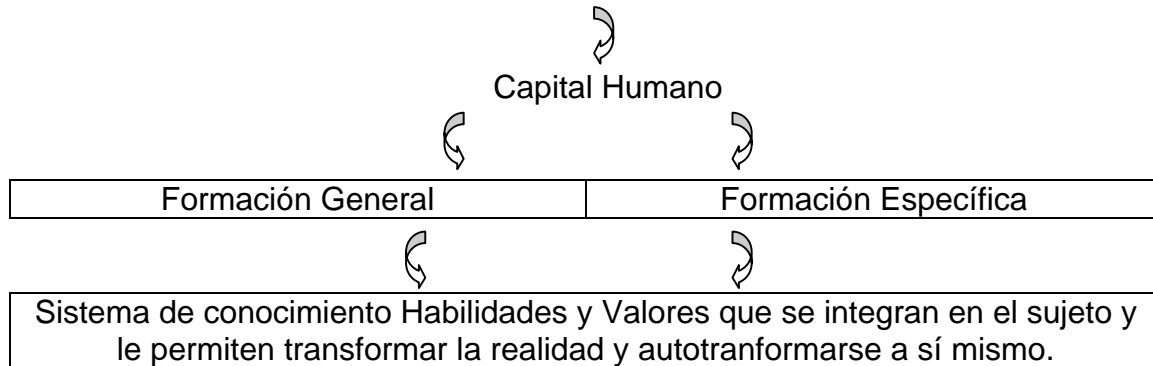 Capital Humano
Formación General
Formación Específica
Sistema de conocimiento Habilidades y Valores que se integran en el sujeto y
le permiten transformar la realidad y autotranformarse a sí mismo.